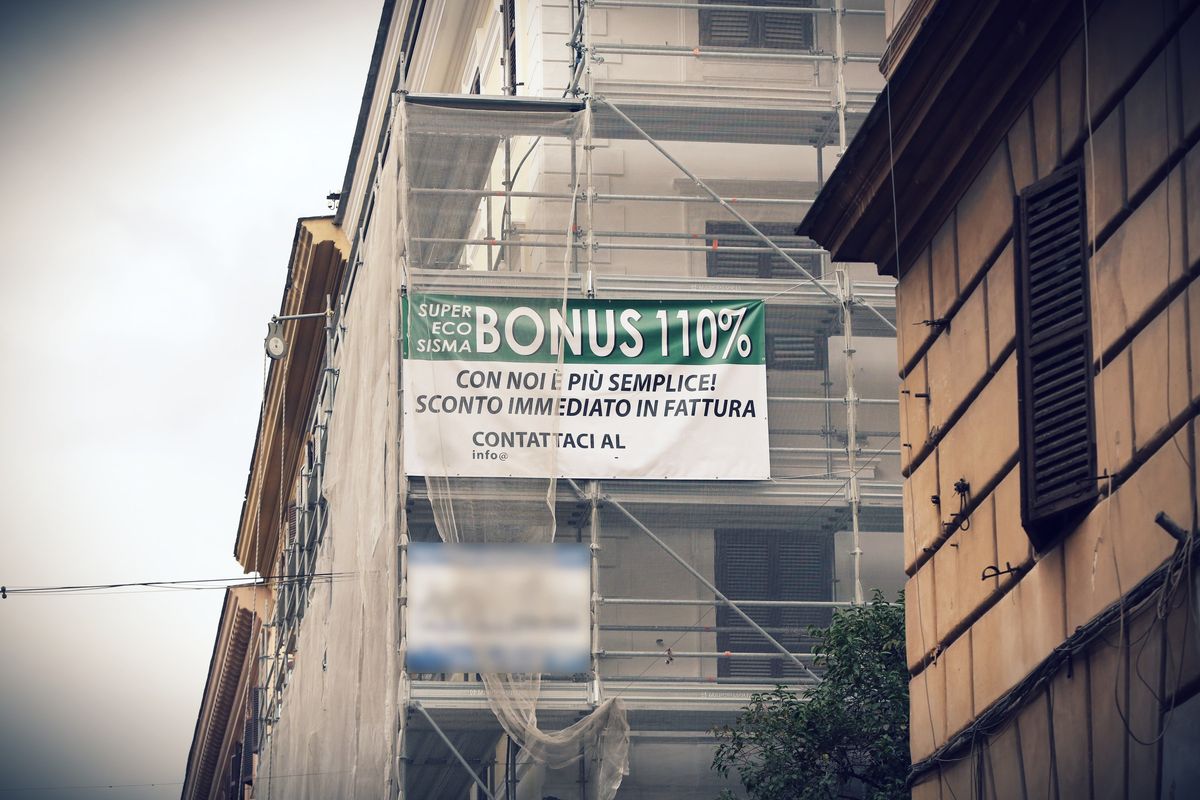 SUPER
ECO
SISMA
BONUS 110%
CON NOI È PIÙ SEMPLICE!
SCONTO IMMEDIATO IN FATTURA
CONTATTACI AL
info@ -